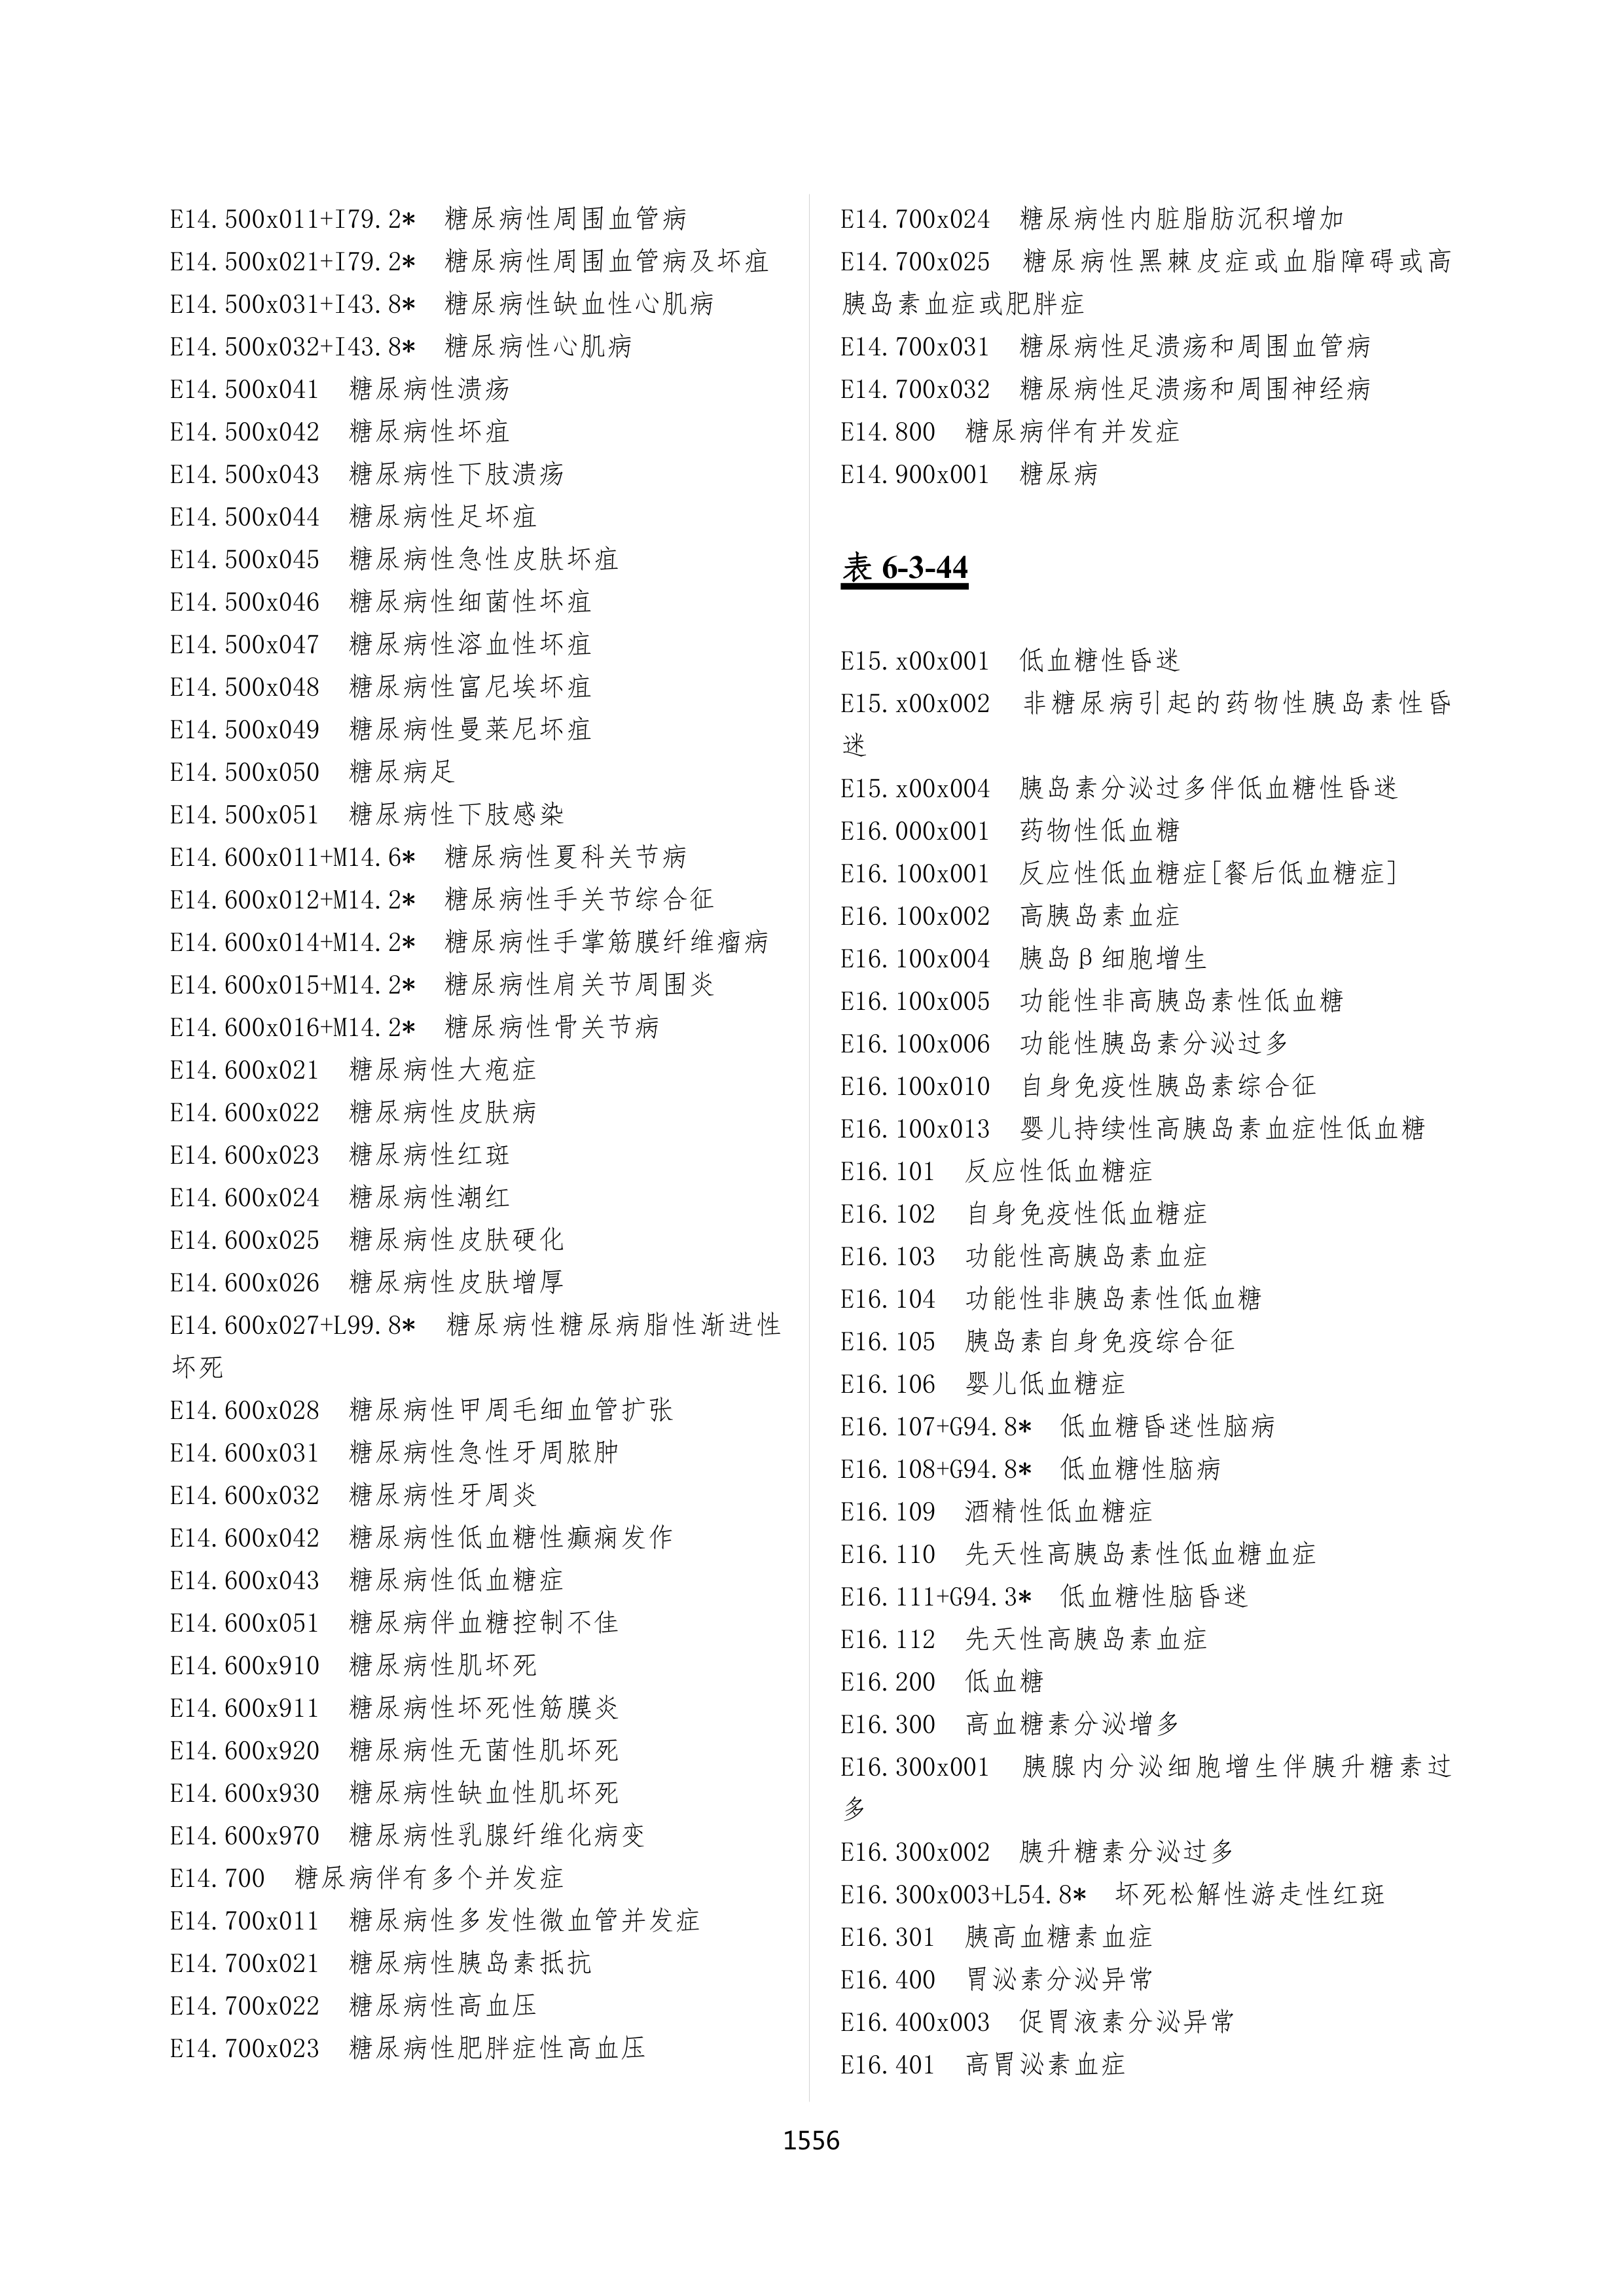 E14.500x011+I79.2*　糖尿病性周围血管病
E14.500x021+I79.2*　糖尿病性周围血管病及坏疽
E14.500x031+I43.8*　糖尿病性缺血性心肌病
E14.500x032+I43.8*　糖尿病性心肌病
E14.500x041　糖尿病性溃疡
E14.500x042　糖尿病性坏疽
E14.500x043　糖尿病性下肢溃疡
E14.500x044　糖尿病性足坏疽
E14.500x045　糖尿病性急性皮肤坏疽
E14.500x046　糖尿病性细菌性坏疽
E14.500x047　糖尿病性溶血性坏疽
E14.500x048　糖尿病性富尼埃坏疽
E14.500x049　糖尿病性曼莱尼坏疽
E14.500x050　糖尿病足
E14.500x051　糖尿病性下肢感染
E14.600x011+M14.6*　糖尿病性夏科关节病
E14.600x012+M14.2*　糖尿病性手关节综合征
E14.600x014+M14.2*　糖尿病性手掌筋膜纤维瘤病
E14.600x015+M14.2*　糖尿病性肩关节周围炎
E14.600x016+M14.2*　糖尿病性骨关节病
E14.600x021　糖尿病性大疱症
E14.600x022　糖尿病性皮肤病
E14.600x023　糖尿病性红斑
E14.600x024　糖尿病性潮红
E14.600x025　糖尿病性皮肤硬化
E14.600x026　糖尿病性皮肤增厚
E14.600x027+L99.8*　糖尿病性糖尿病脂性渐进性
坏死
E14.600x028　糖尿病性甲周毛细血管扩张
E14.600x031　糖尿病性急性牙周脓肿
E14.600x032　糖尿病性牙周炎
E14.600x042　糖尿病性低血糖性癫痫发作
E14.600x043　糖尿病性低血糖症
E14.600x051　糖尿病伴血糖控制不佳
E14.600x910　糖尿病性肌坏死
E14.600x911　糖尿病性坏死性筋膜炎
E14.600x920　糖尿病性无菌性肌坏死
E14.600x930　糖尿病性缺血性肌坏死
E14.600x970　糖尿病性乳腺纤维化病变
E14.700　糖尿病伴有多个并发症
E14.700x011　糖尿病性多发性微血管并发症
E14.700x021　糖尿病性胰岛素抵抗
E14.700x022　糖尿病性高血压
E14.700x023　糖尿病性肥胖症性高血压
E14.700x024　糖尿病性内脏脂肪沉积增加
E14.700x025　糖尿病性黑棘皮症或血脂障碍或高
胰岛素血症或肥胖症
E14.700x031　糖尿病性足溃疡和周围血管病
E14.700x032　糖尿病性足溃疡和周围神经病
E14.800　糖尿病伴有并发症
E14.900x001　糖尿病
表 6-3-44
E15.x00x001　低血糖性昏迷
E15.x00x002　非糖尿病引起的药物性胰岛素性昏
迷
E15.x00x004　胰岛素分泌过多伴低血糖性昏迷
E16.000x001　药物性低血糖
E16.100x001　反应性低血糖症[餐后低血糖症]
E16.100x002　高胰岛素血症
E16.100x004　胰岛β细胞增生
E16.100x005　功能性非高胰岛素性低血糖
E16.100x006　功能性胰岛素分泌过多
E16.100x010　自身免疫性胰岛素综合征
E16.100x013　婴儿持续性高胰岛素血症性低血糖
E16.101　反应性低血糖症
E16.102　自身免疫性低血糖症
E16.103　功能性高胰岛素血症
E16.104　功能性非胰岛素性低血糖
E16.105　胰岛素自身免疫综合征
E16.106　婴儿低血糖症
E16.107+G94.8*　低血糖昏迷性脑病
E16.108+G94.8*　低血糖性脑病
E16.109　酒精性低血糖症
E16.110　先天性高胰岛素性低血糖血症
E16.111+G94.3*　低血糖性脑昏迷
E16.112　先天性高胰岛素血症
E16.200　低血糖
E16.300　高血糖素分泌增多
E16.300x001　胰腺内分泌细胞增生伴胰升糖素过
多
E16.300x002　胰升糖素分泌过多
E16.300x003+L54.8*　坏死松解性游走性红斑
E16.301　胰高血糖素血症
E16.400　胃泌素分泌异常
E16.400x003　促胃液素分泌异常
E16.401　高胃泌素血症
1556